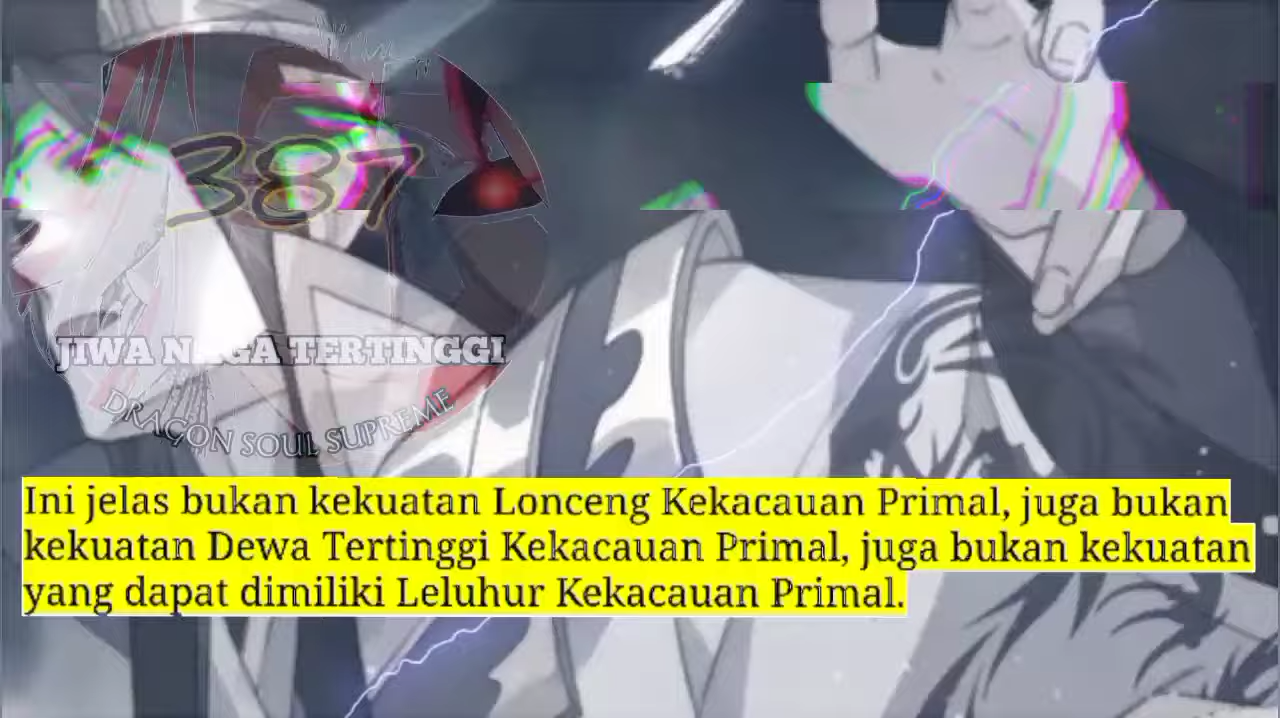 387
JIWA NAGA TERTINGGI
DRAGON SOUL SUPREME
Ini jelas bukan kekuatan Lonceng Kekacauan Primal, juga bukan
kekuatan Dewa Tertinggi Kekacauan Primal, juga bukan kekuatan
yang dapat dimiliki Leluhur Kekacauan Primal.